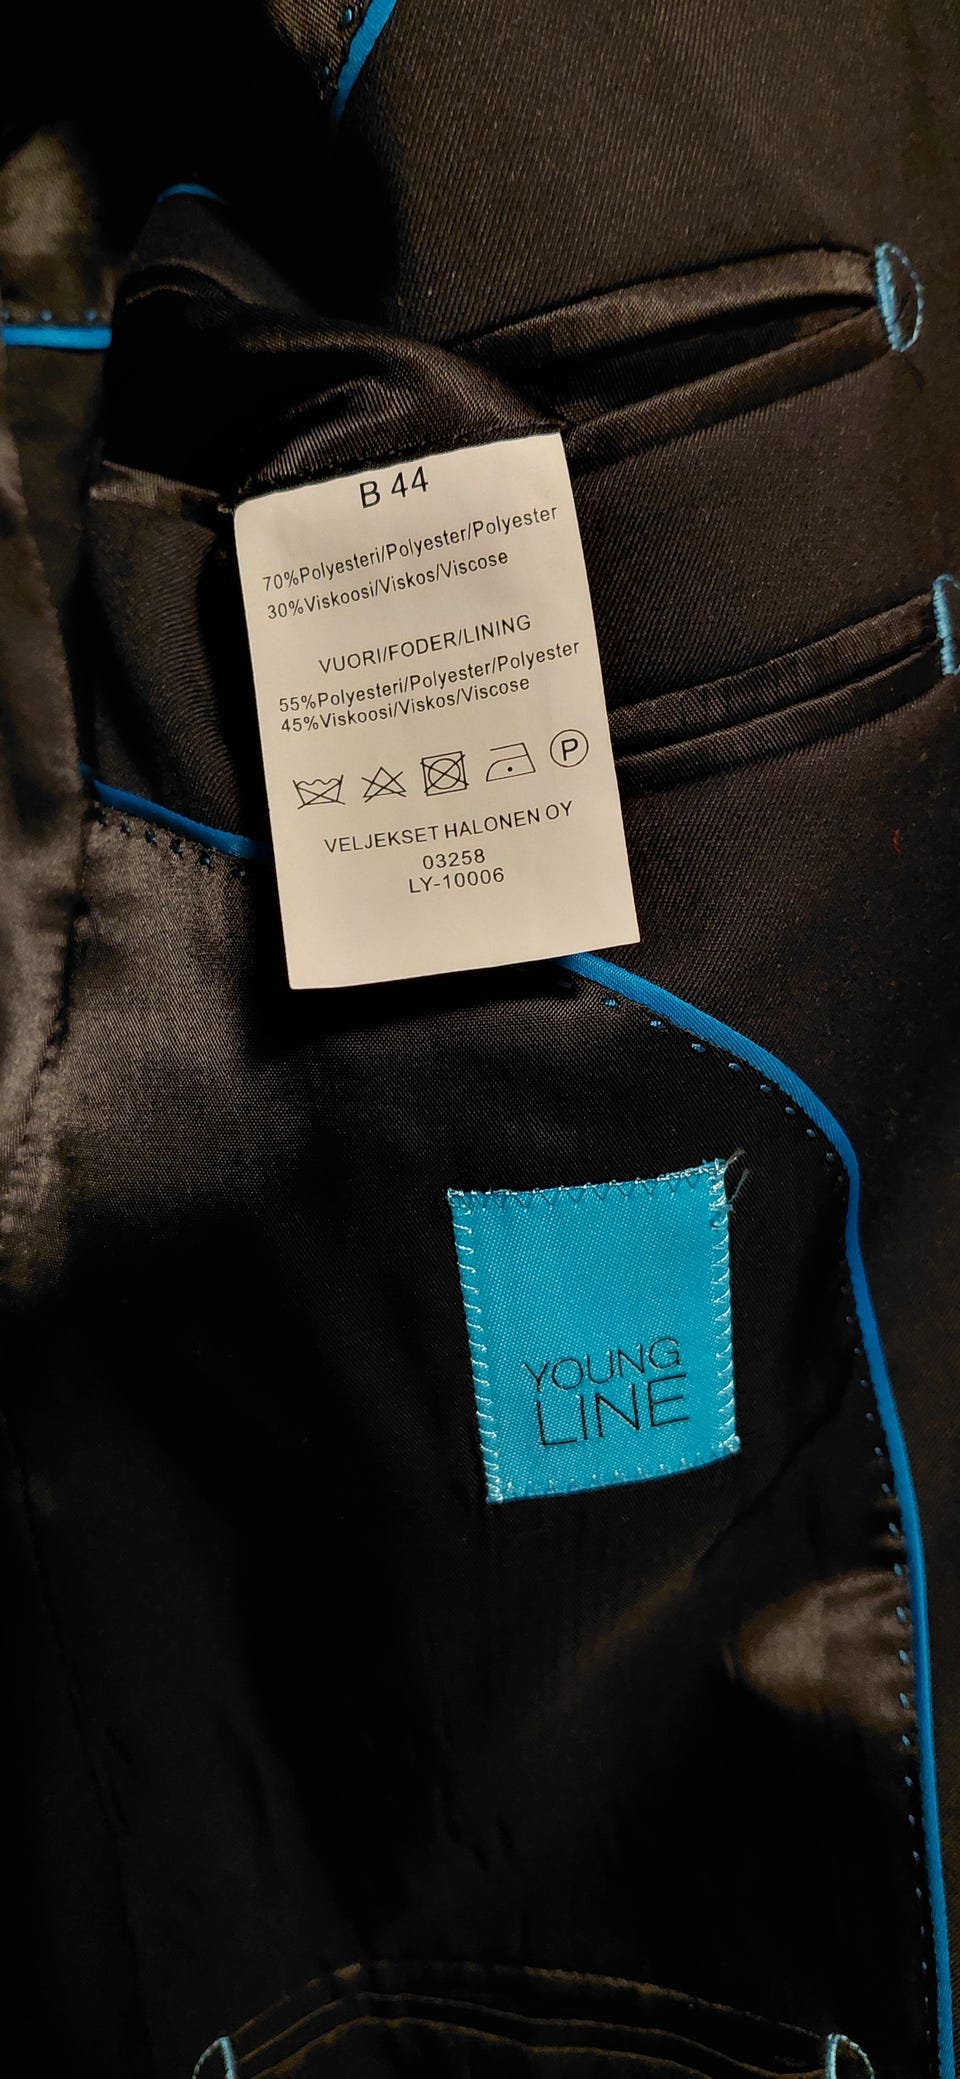 B 44
70%Polyesteri/Polyester/Polyester
30%Viskoosi/Viskos/Viscose
VUORI/FODER/LINING
55%Polyesteri/Polyester/Polyester
45%Viskoosi/Viskos/Viscose
P
VELJEKSET HALONEN OY
03258
LY-10006
YOUNG
LINE